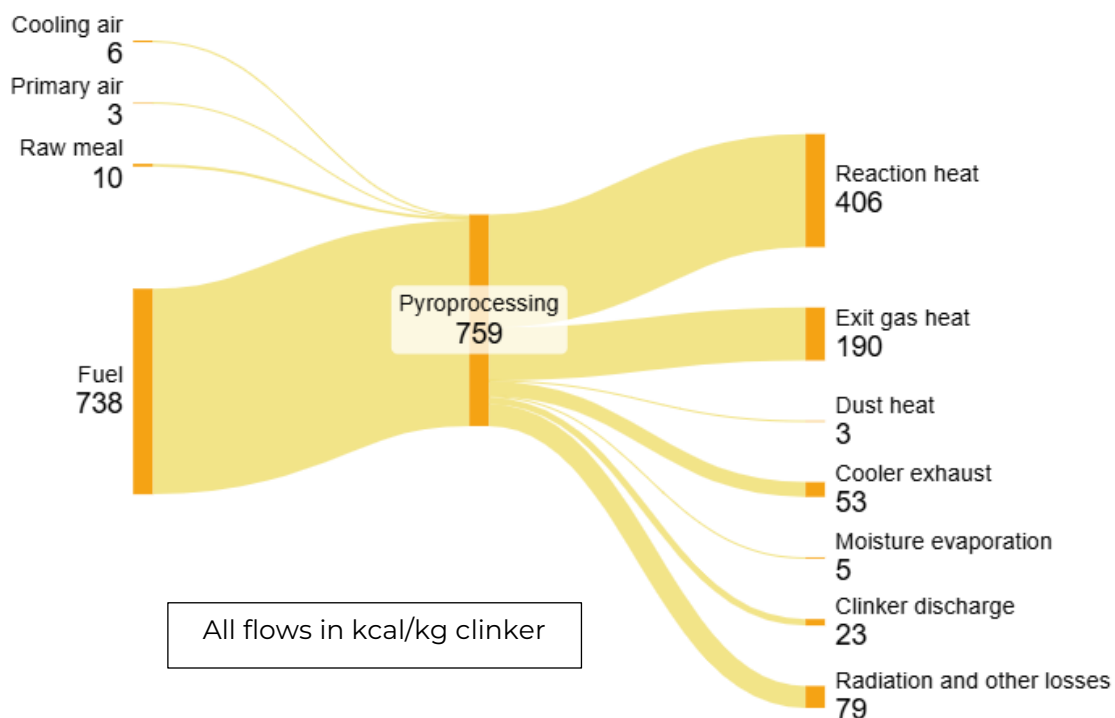 Cooling air
6
Primary air
3
Raw meal
10
Fuel
738
Pyroprocessing
759
Reaction heat
406
Exit gas heat
190
Dust heat
3
Cooler exhaust
53
Moisture evaporation
5
Clinker discharge
23
Radiation and other losses
79
All flows in kcal/kg clinker